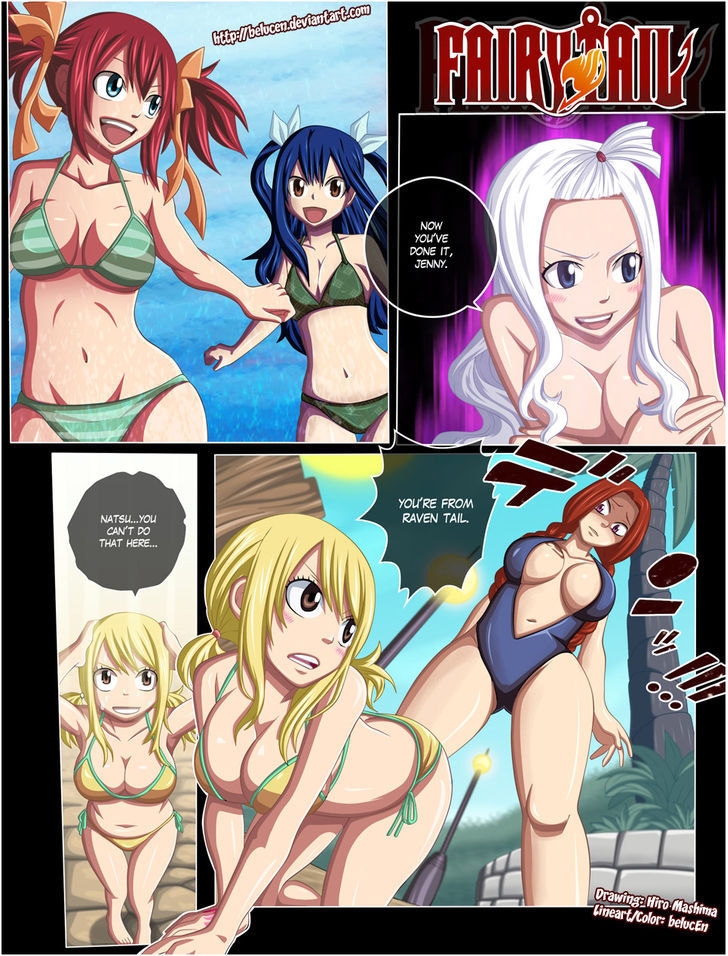 http://belucen.deviantart.com
FAIRY TAIL
NOW
YOU'VE
DONE IT,
JENNY.
NATSU...YOU
CAN'T DO
THAT HERE...
YOU'RE FROM
RAVEN TAIL.
Drawing: Hiro Mashima
Lineart/Color: belucEn